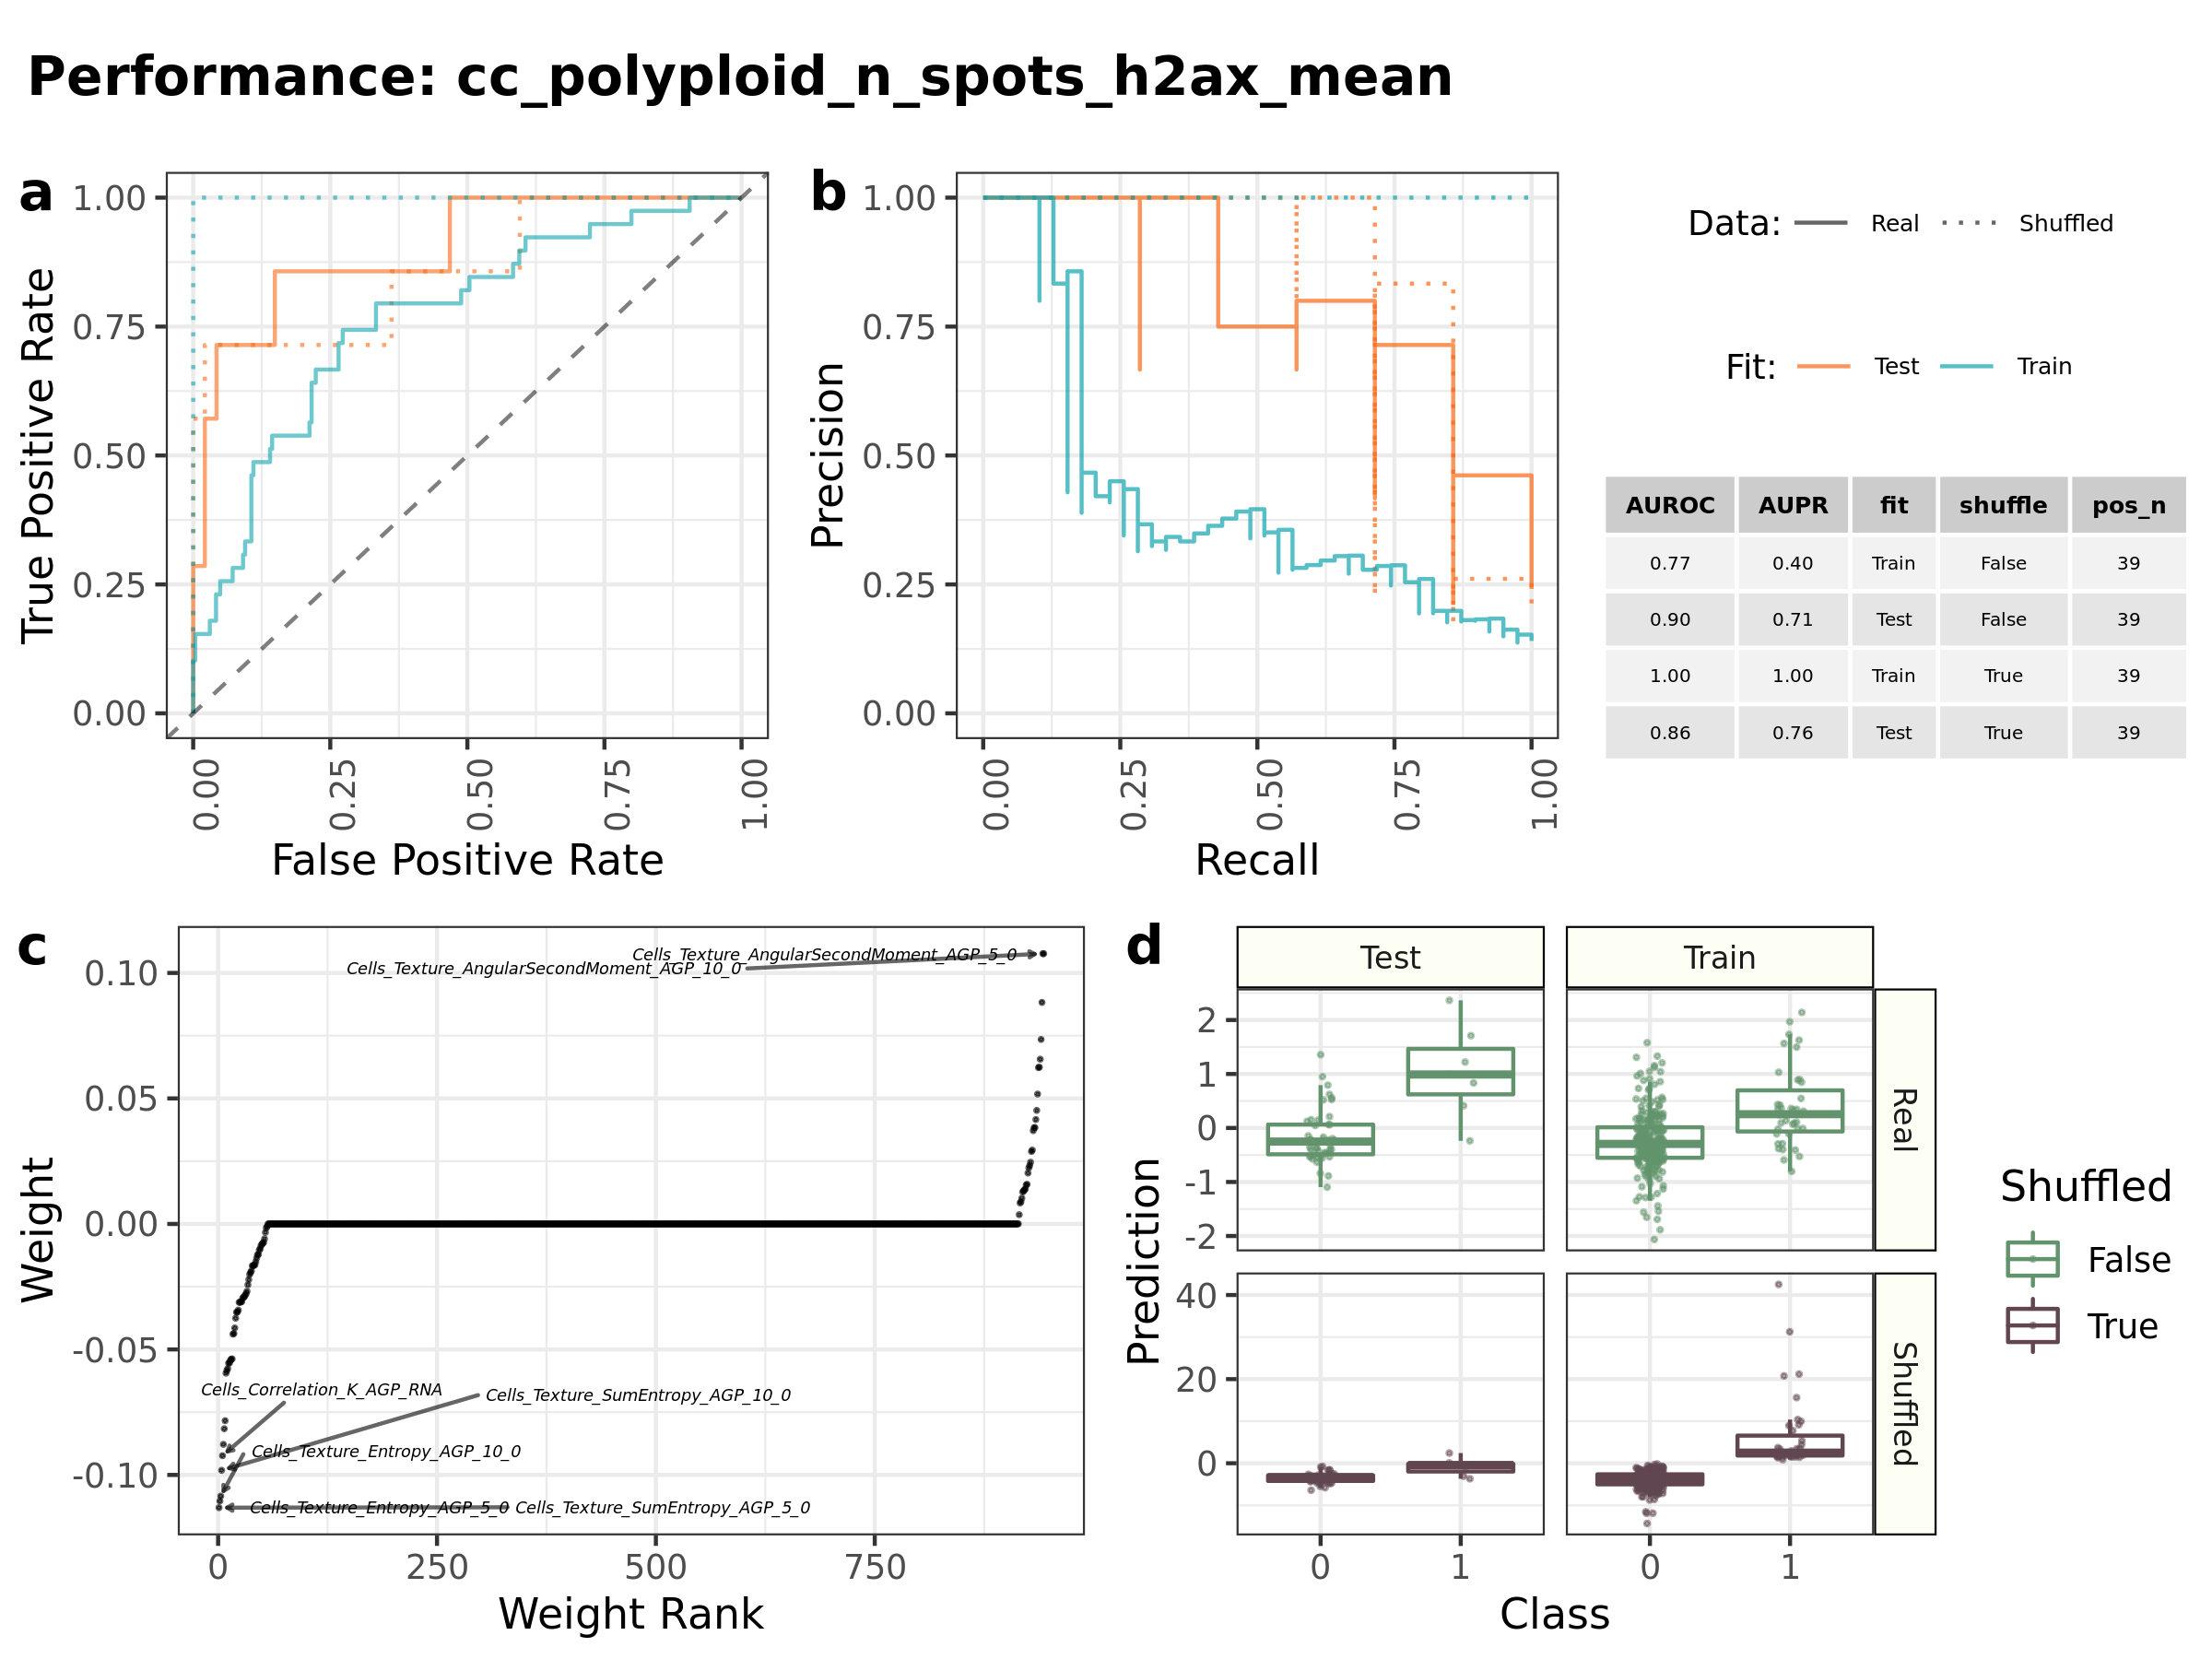 Performance: cc_polyploid_n_spots_h2ax_mean
a
1.00
0.75
0.50
0.25
0.00
True Positive Rate
0.00
0.25
0.50
0.75
1.00
False Positive Rate
b
1.00
0.75
0.50
0.25
0.00
Precision
0.00
0.25
0.50
0.75
1.00
Recall
Data: Real Shuffled
Fit: Test Train
AUROC AUPR fit shuffle pos_n
0.77 0.40 Train False 39
0.90 0.71 Test False 39
1.00 1.00 Train True 39
0.86 0.76 Test True 39
c
0.10
0.05
0.00
-0.05
-0.10
Weight
Cells_Texture_AngularSecondMoment_AGP_5_0
Cells_Texture_AngularSecondMoment_AGP_10_0
Cells_Correlation_K_AGP_RNA
Cells_Texture_SumEntropy_AGP_10_0
Cells_Texture_Entropy_AGP_10_0
Cells_Texture_Entropy_AGP_5_0
Cells_Texture_SumEntropy_AGP_5_0
0
250
500
750
Weight Rank
d
Test
Train
2
1
0
-1
-2
Real
40
20
0
Shuffled
Prediction
0
1
0
1
Class
Shuffled
False
True